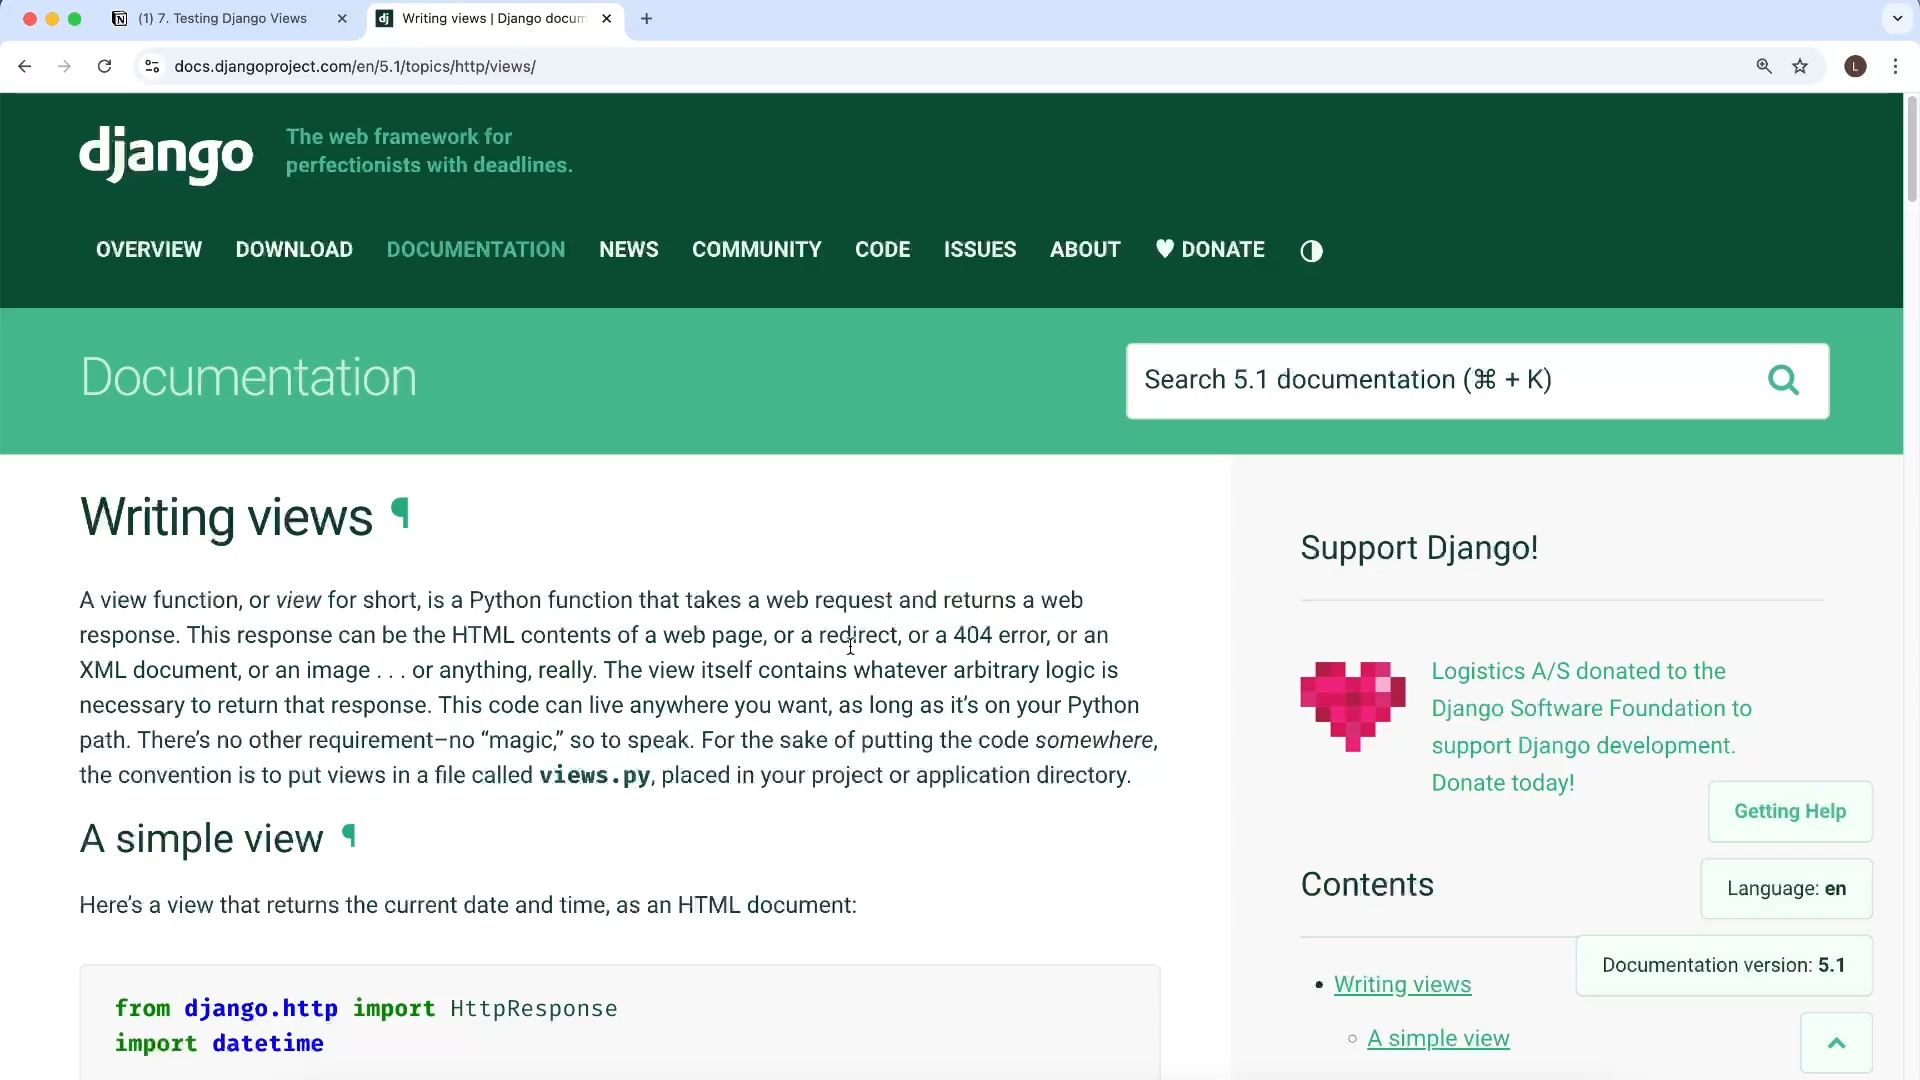 (1) 7. Testing Django Views
dj Writing views | Django docum
docs.djangoproject.com/en/5.1/topics/http/views/
L
django
The web framework for
perfectionists with deadlines.
OVERVIEW DOWNLOAD DOCUMENTATION NEWS COMMUNITY CODE ISSUES ABOUT ♥ DONATE
Documentation
Search 5.1 documentation (⌘ + K)
Writing views ¶
A view function, or view for short, is a Python function that takes a web request and returns a web
response. This response can be the HTML contents of a web page, or a redirect, or a 404 error, or an
XML document, or an image . . . or anything, really. The view itself contains whatever arbitrary logic is
necessary to return that response. This code can live anywhere you want, as long as it’s on your Python
path. There’s no other requirement–no “magic,” so to speak. For the sake of putting the code somewhere,
the convention is to put views in a file called views.py, placed in your project or application directory.
A simple view ¶
Here’s a view that returns the current date and time, as an HTML document:
from django.http import HttpResponse
import datetime
Support Django!
Logistics A/S donated to the
Django Software Foundation to
support Django development.
Donate today!
Getting Help
Contents
Language: en
Documentation version: 5.1
Writing views
A simple view